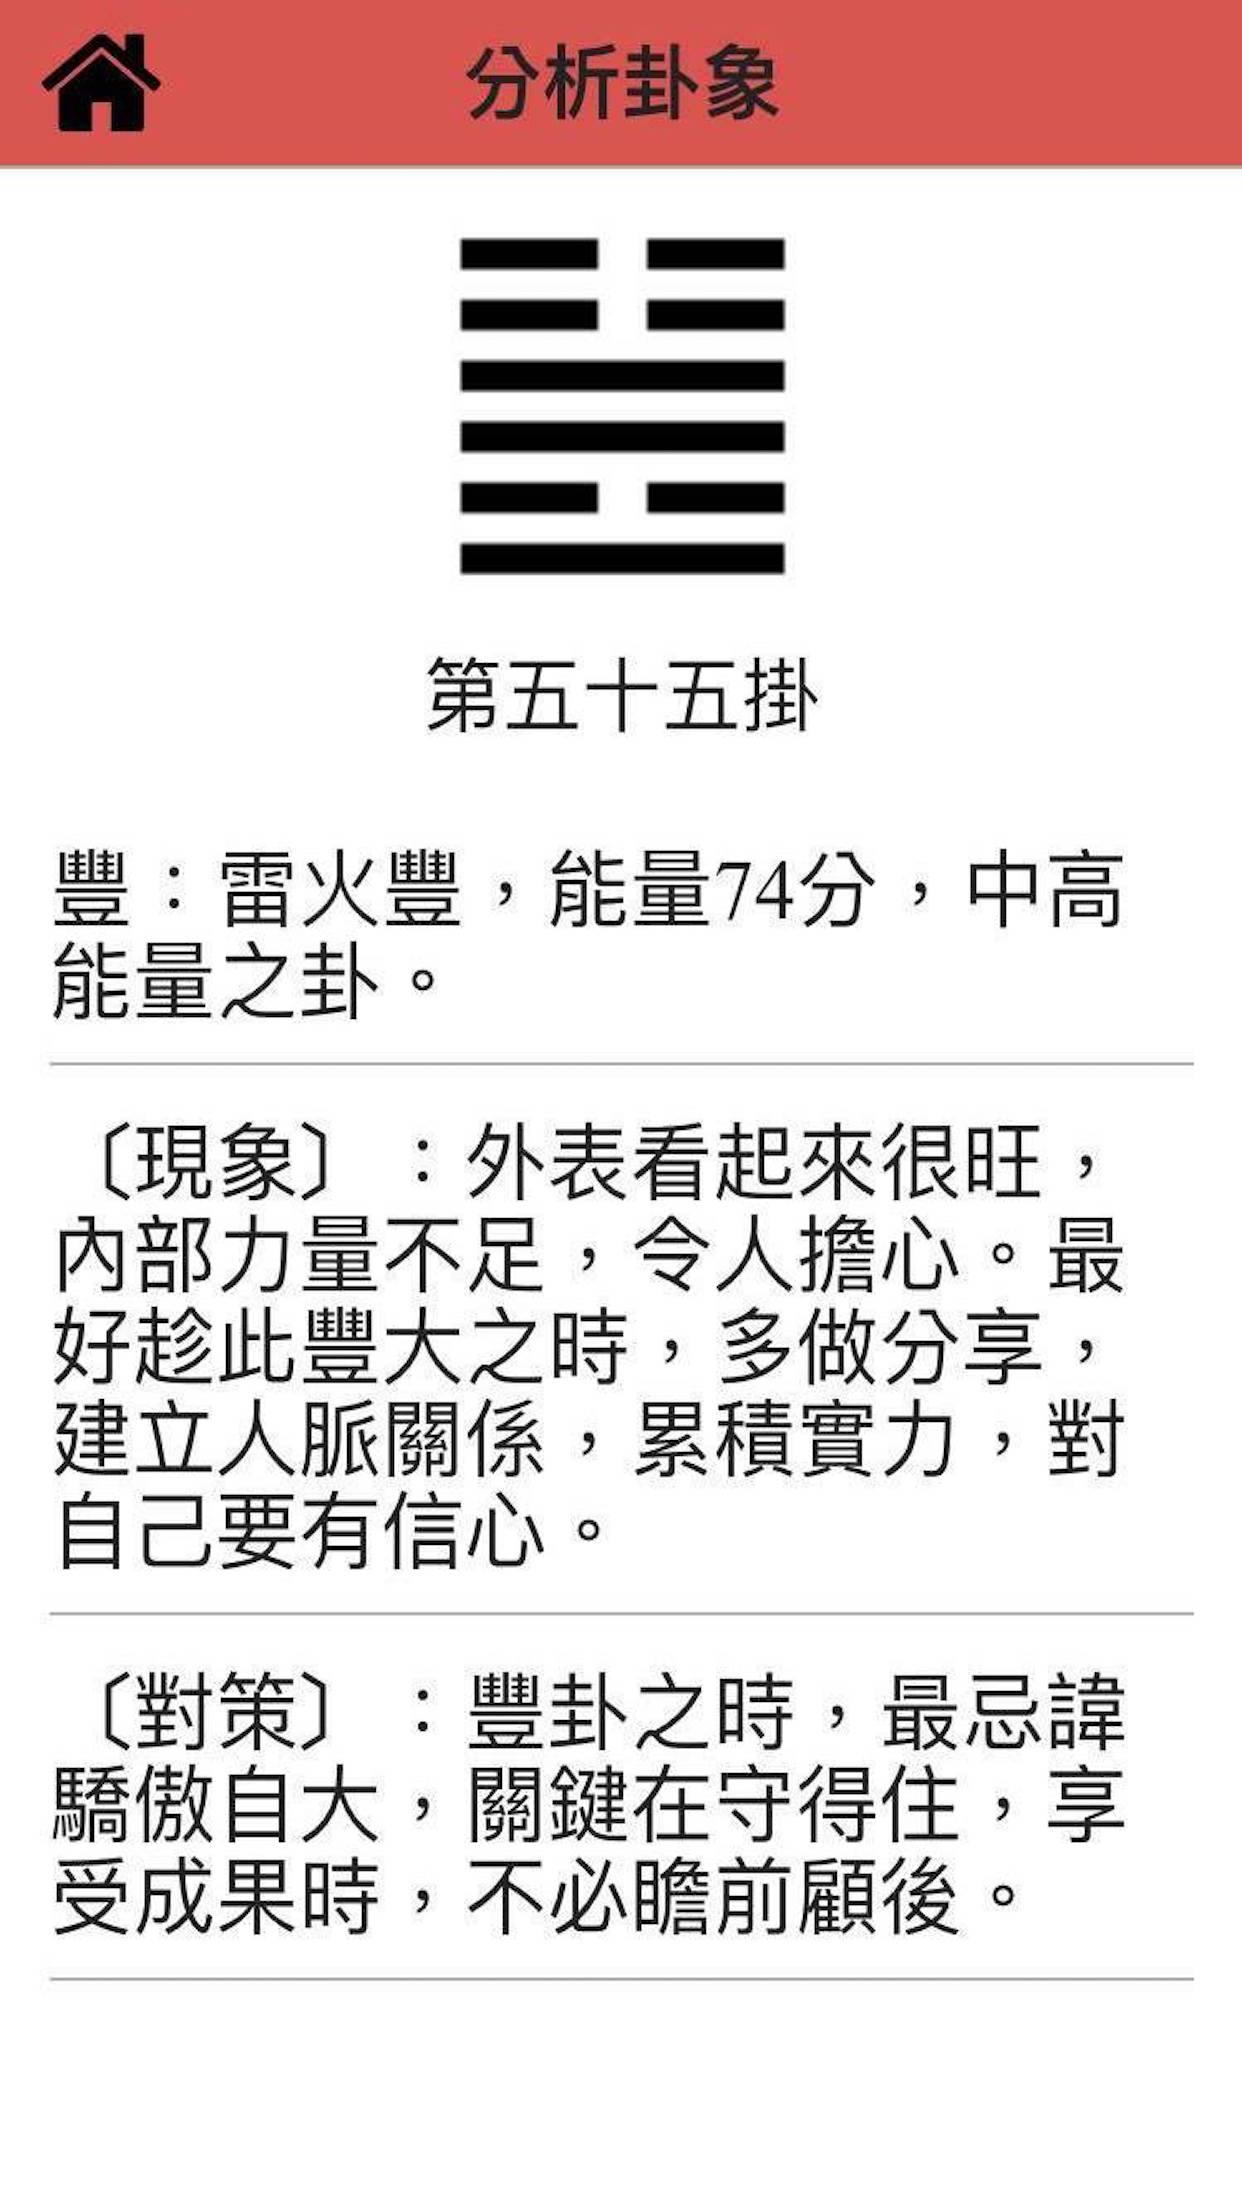 分析卦象
第五十五掛
豐：雷火豐，能量74分，中高
能量之卦。
〔現象〕：外表看起來很旺，
內部力量不足，令人擔心。最
好趁此豐大之時，多做分享，
建立人脈關係，累積實力，對
自己要有信心。
〔對策〕：豐卦之時，最忌諱
驕傲自大，關鍵在守得住，享
受成果時，不必瞻前顧後。